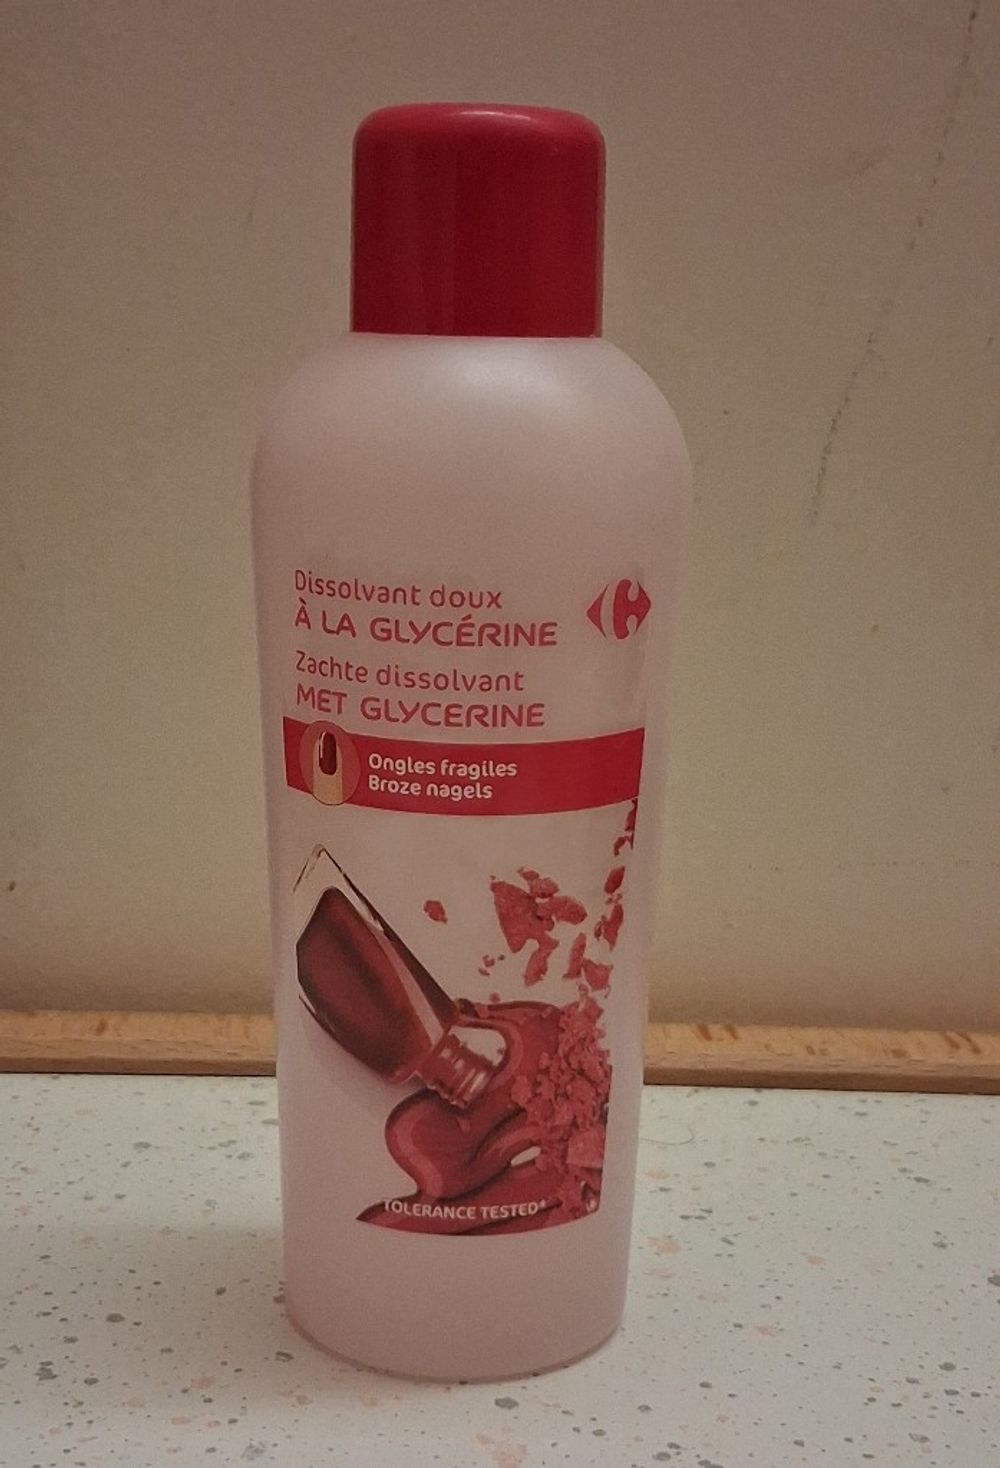 Dissolvant doux
À LA GLYCÉRINE
Zachte dissolvant
MET GLYCERINE
Ongles fragiles
Broze nagels
TOLERANCE TESTED*